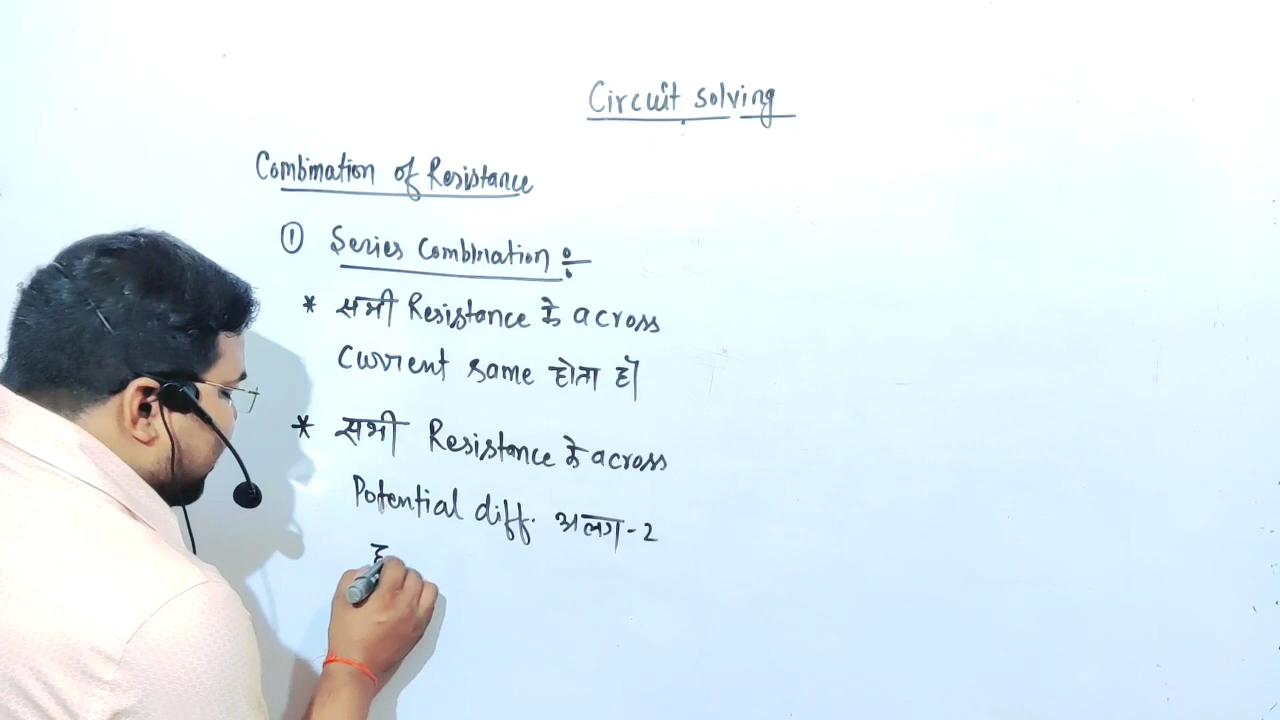 Circuit solving
Combination of Resistance
① Series Combination ÷
* सभी Resistance के across
Current same होता है
* सभी Resistance के across
Potential diff. अलग-2
ह